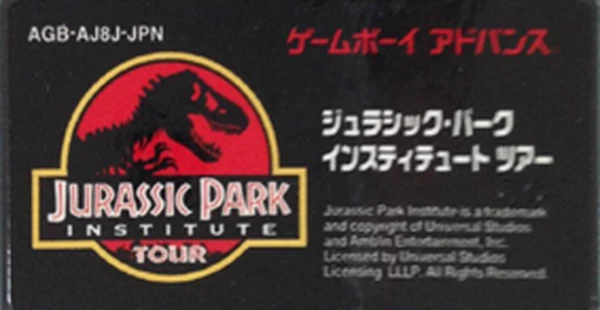 AGB-AJ8J-JPN
ゲームボーイ アドバンス
ジュラシック・パーク
インスティテュート ツアー
JURASSIC PARK
INSTITUTE
TOUR
Jurassic Park Institute is a trademark
and copyright of Universal Studios
and Amblin Entertainment, Inc.
Licensed by Universal Studios
Licensing LLLP. All Rights Reserved.